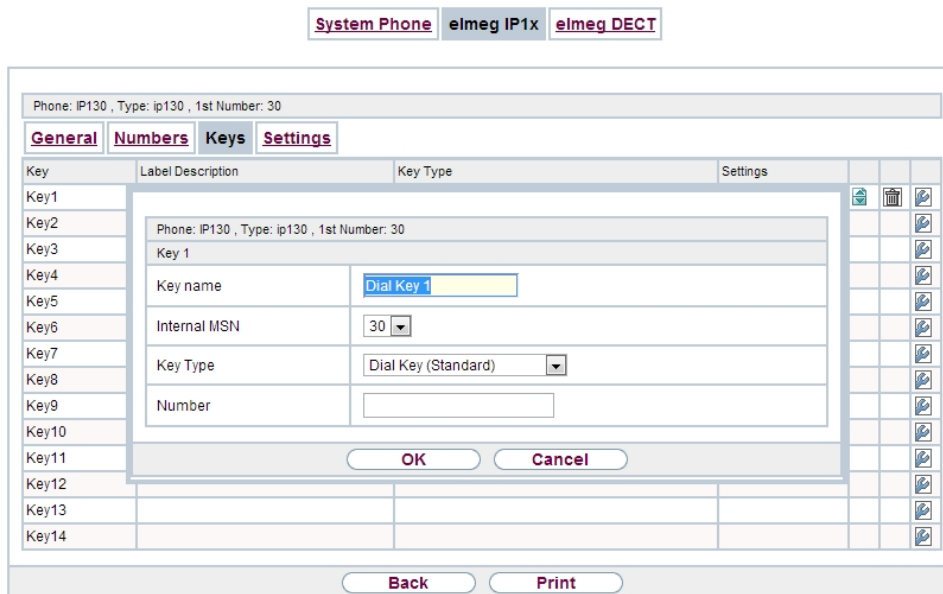 System Phone elmeg IP1x elmeg DECT
Phone: IP130 , Type: ip130 , 1st Number: 30
General Numbers Keys Settings
Key Label Description Key Type Settings
Key1
Key2
Key3
Key4
Key5
Key6
Key7
Key8
Key9
Key10
Key11
Key12
Key13
Key14
Phone: IP130 , Type: ip130 , 1st Number: 30
Key 1
Key name Dial Key 1
Internal MSN 30
Key Type Dial Key (Standard)
Number
OK Cancel
Back Print